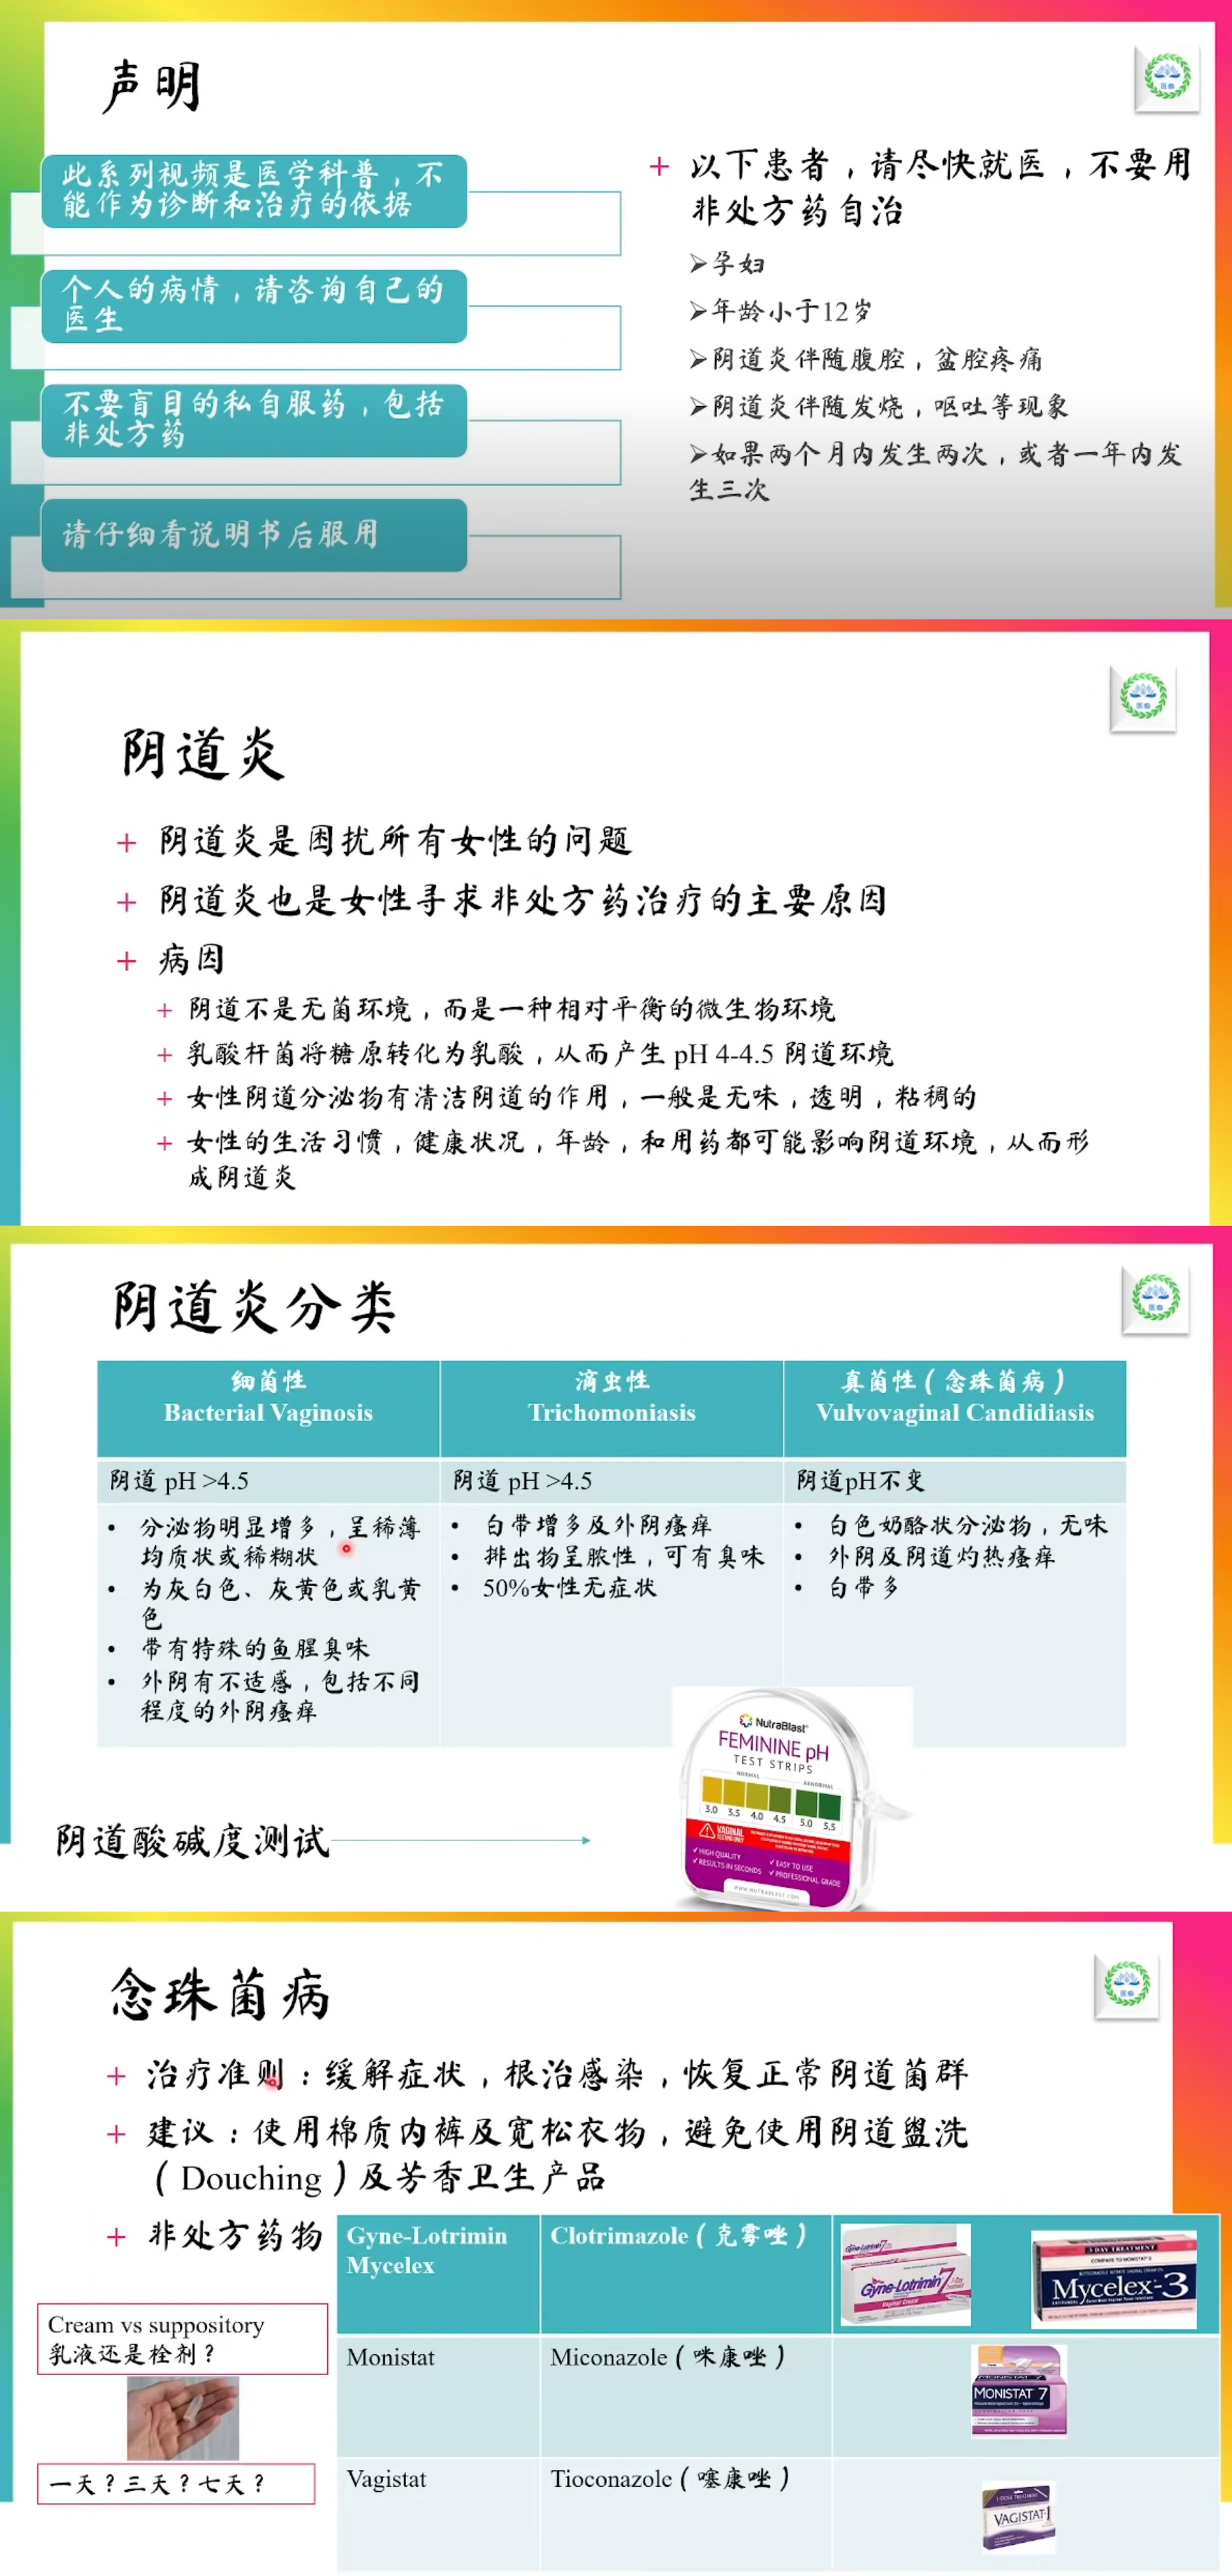 声明
此系列视频是医学科普，不
能作为诊断和治疗的依据
个人的病情，请咨询自己的
医生
不要盲目的私自服药，包括
非处方药
请仔细看说明书后服用
+ 以下患者，请尽快就医，不要用
非处方药自治
➢孕妇
➢年龄小于12岁
➢阴道炎伴随腹腔，盆腔疼痛
➢阴道炎伴随发烧，呕吐等现象
➢如果两个月内发生两次，或者一年内发
生三次
医愈
阴道炎
+ 阴道炎是困扰所有女性的问题
+ 阴道炎也是女性寻求非处方药治疗的主要原因
+ 病因
+ 阴道不是无菌环境，而是一种相对平衡的微生物环境
+ 乳酸杆菌将糖原转化为乳酸，从而产生 pH 4-4.5 阴道环境
+ 女性阴道分泌物有清洁阴道的作用，一般是无味，透明，粘稠的
+ 女性的生活习惯，健康状况，年龄，和用药都可能影响阴道环境，从而形
成阴道炎
阴道炎分类
细菌性
Bacterial Vaginosis
滴虫性
Trichomoniasis
真菌性（念珠菌病）
Vulvovaginal Candidiasis
阴道 pH >4.5
阴道 pH >4.5
阴道pH不变
• 分泌物明显增多，呈稀薄
均质状或稀糊状
• 为灰白色、灰黄色或乳黄
色
• 带有特殊的鱼腥臭味
• 外阴有不适感，包括不同
程度的外阴瘙痒
• 白带增多及外阴瘙痒
• 排出物呈脓性，可有臭味
• 50%女性无症状
• 白色奶酪状分泌物，无味
• 外阴及阴道灼热瘙痒
• 白带多
阴道酸碱度测试
NutraBlast
FEMININE pH
TEST STRIPS
NORMAL ABNORMAL
3.0 3.5 4.0 4.5 5.0 5.5
VAGINAL
TESTING ONLY
✓HIGH QUALITY ✓EASY TO USE
✓RESULTS IN SECONDS ✓PROFESSIONAL GRADE
WWW.NUTRABLAST.COM
念珠菌病
+ 治疗准则：缓解症状，根治感染，恢复正常阴道菌群
+ 建议：使用棉质内裤及宽松衣物，避免使用阴道盥洗
（Douching）及芳香卫生产品
+ 非处方药物
Cream vs suppository
乳液还是栓剂？
一天？三天？七天？
Gyne-Lotrimin
Mycelex
Clotrimazole（克霉唑）
Gyne-Lotrimin 7
Vaginal Cream
3 DAY TREATMENT
COMPARE TO MONISTAT 3
Mycelex-3
Monistat
Miconazole（咪康唑）
MONISTAT 7
Vagistat
Tioconazole（噻康唑）
1-DOSE TREATMENT
VAGISTAT-1